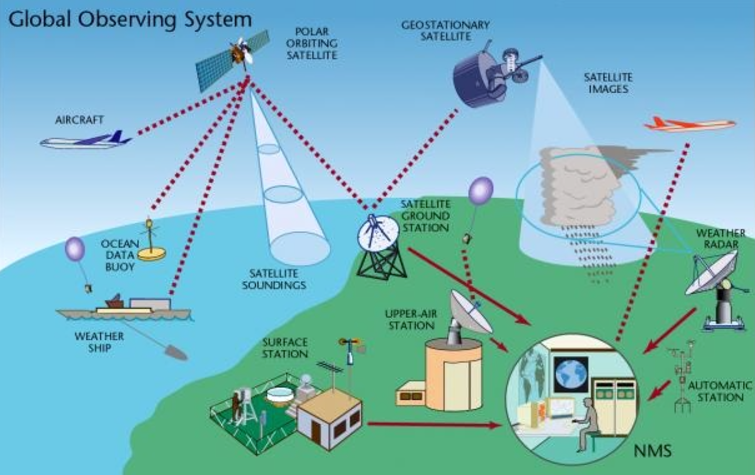 Global Observing System
POLAR
ORBITING
SATELLITE
GEOSTATIONARY
SATELLITE
SATELLITE
IMAGES
AIRCRAFT
OCEAN
DATA
BUOY
SATELLITE
SOUNDINGS
SATELLITE
GROUND
STATION
WEATHER
RADAR
WEATHER
SHIP
SURFACE
STATION
UPPER-AIR
STATION
AUTOMATIC
STATION
NMS